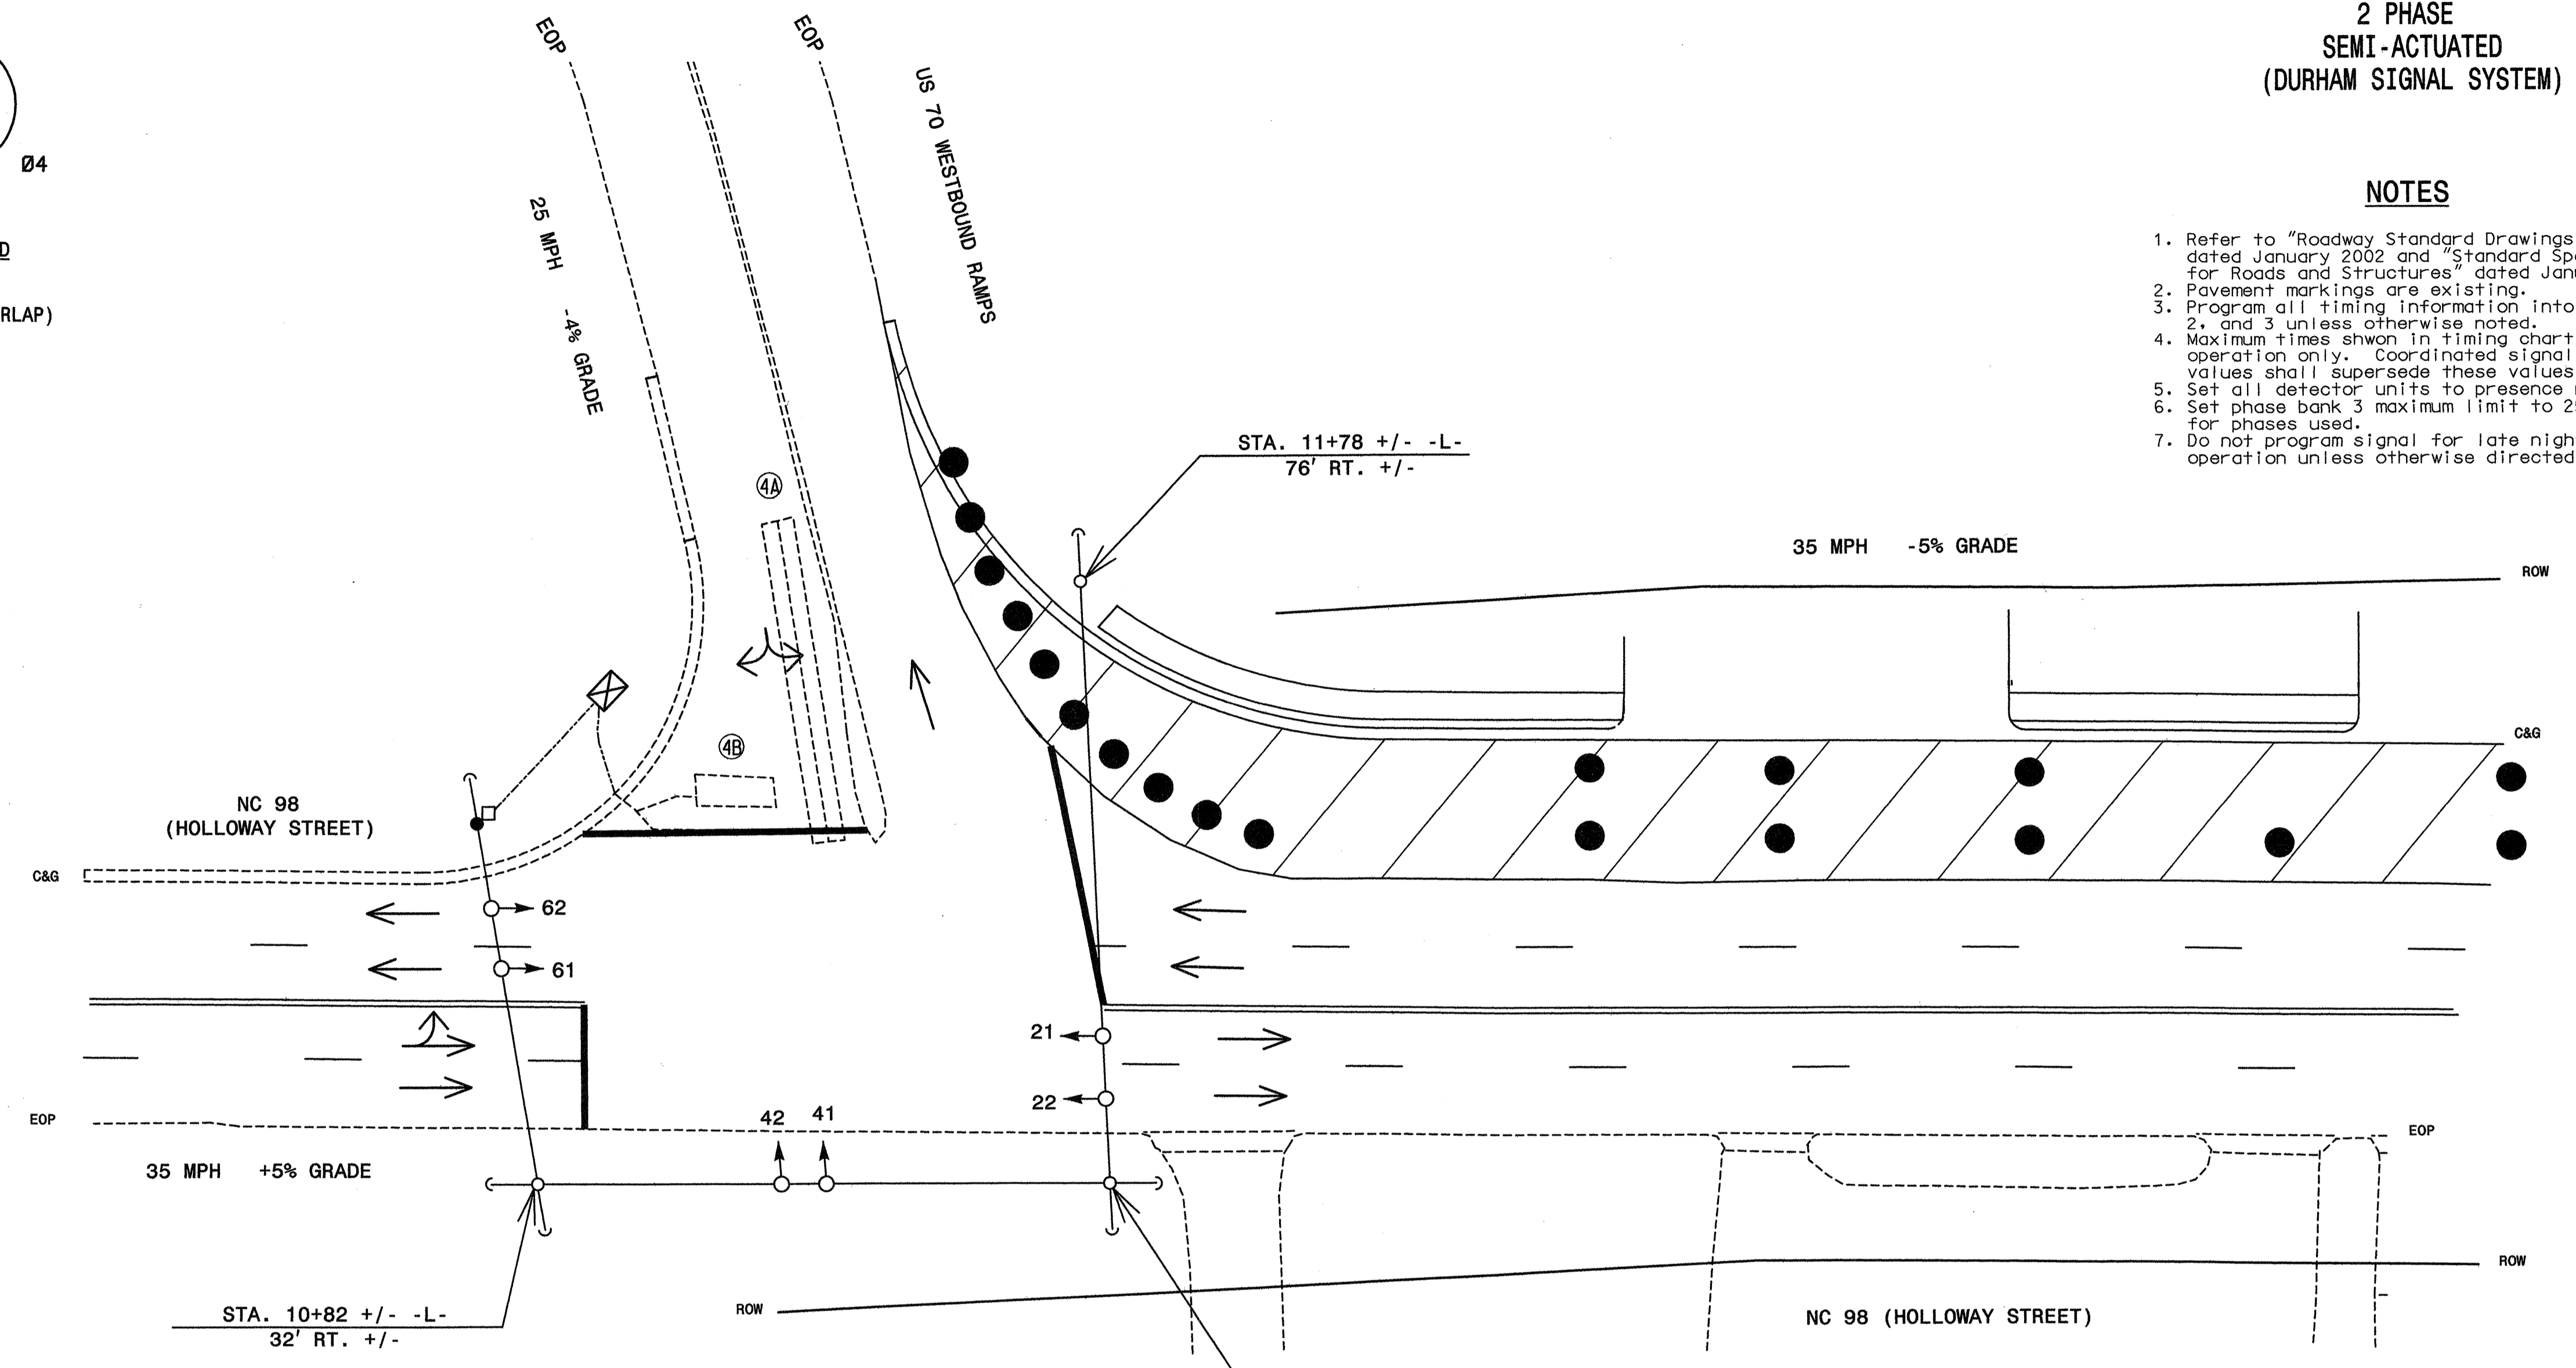 2 PHASE
SEMI-ACTUATED
(DURHAM SIGNAL SYSTEM)
NOTES
1. Refer to "Roadway Standard Drawings
dated January 2002 and "Standard
for Roads and Structures" dated
2. Pavement markings are existing.
3. Program all timing information into
2, and 3 unless otherwise noted.
4. Maximum times shwon in timing chart
operation only. Coordinated signal
values shall supersede these values
5. Set all detector units to presence
6. Set phase bank 3 maximum limit to
for phases used.
7. Do not program signal for late
operation unless otherwise directed
Ø4
D
RLAP)
EOP
EOP
US 70 WESTBOUND RAMPS
25 MPH -4% GRADE
STA. 11+78 +/- -L-
76' RT. +/-
4A
35 MPH -5% GRADE
ROW
4B
C&G
NC 98
(HOLLOWAY STREET)
C&G
62
61
21
22
42
41
EOP
EOP
35 MPH +5% GRADE
STA. 10+82 +/- -L-
32' RT. +/-
ROW
ROW
NC 98 (HOLLOWAY STREET)